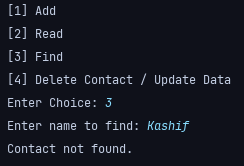 [1] Add
[2] Read
[3] Find
[4] Delete Contact / Update Data
Enter Choice: 3
Enter name to find: Kashif
Contact not found.